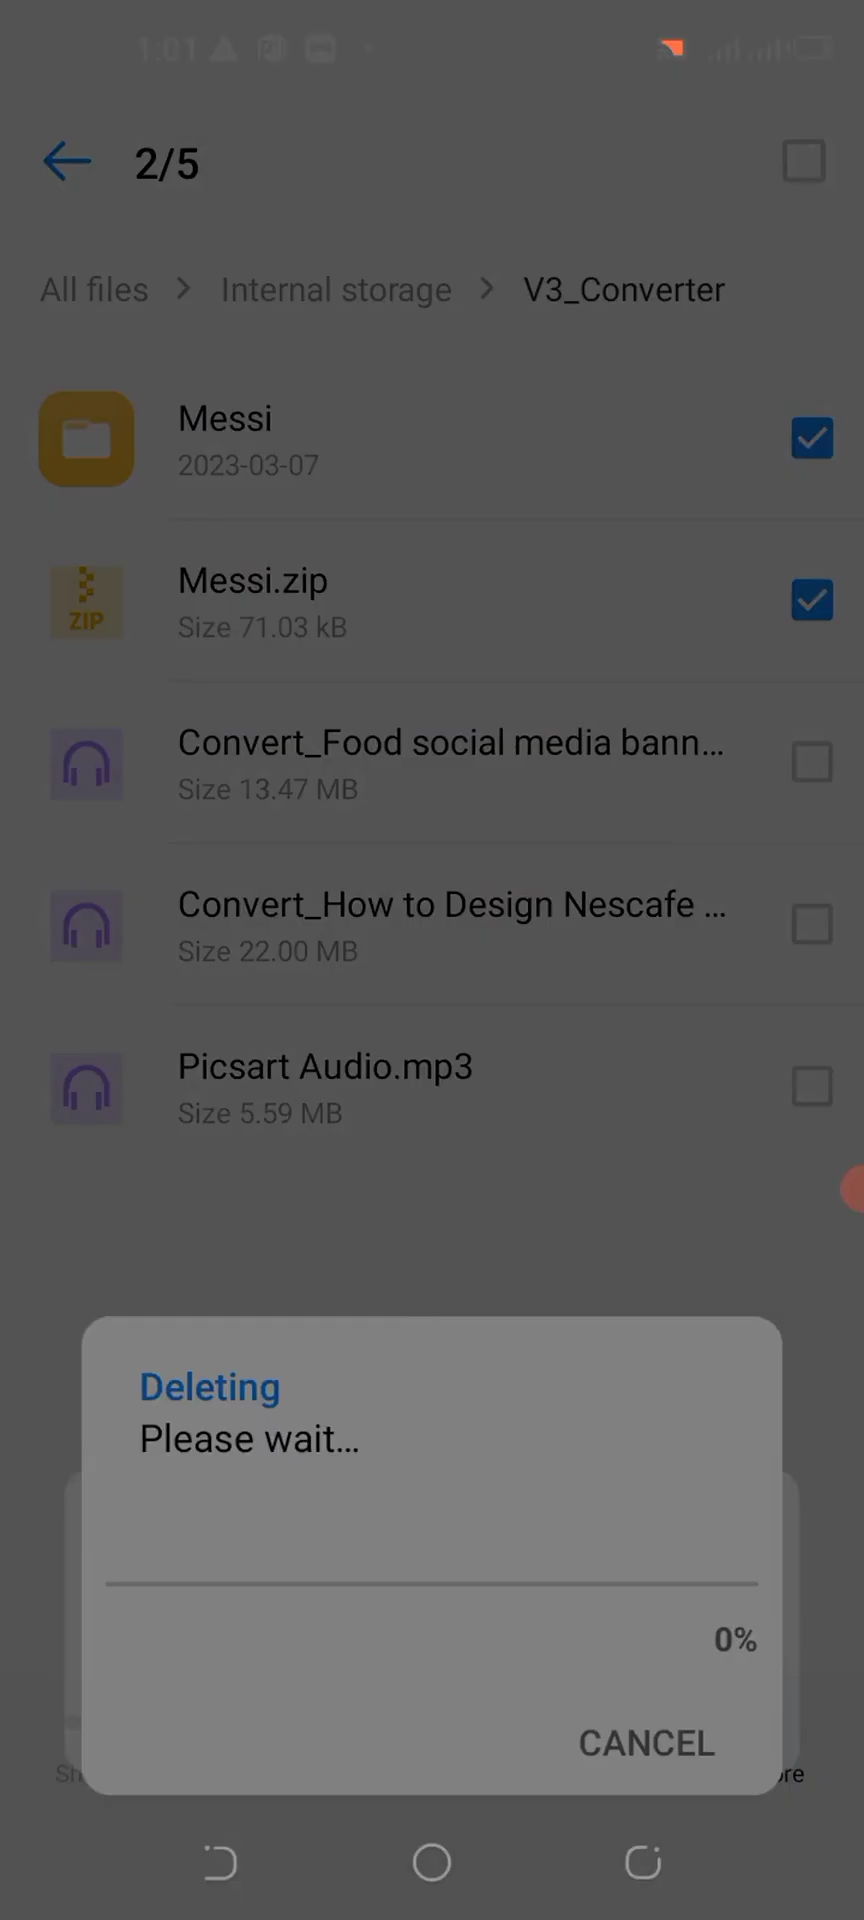 1:01
2/5
All files > Internal storage > V3_Converter
Messi
2023-03-07
Messi.zip
ZIP
Size 71.03 kB
Convert_Food social media bann...
Size 13.47 MB
Convert_How to Design Nescafe ...
Size 22.00 MB
Picsart Audio.mp3
Size 5.59 MB
Deleting
Please wait...
0%
CANCEL